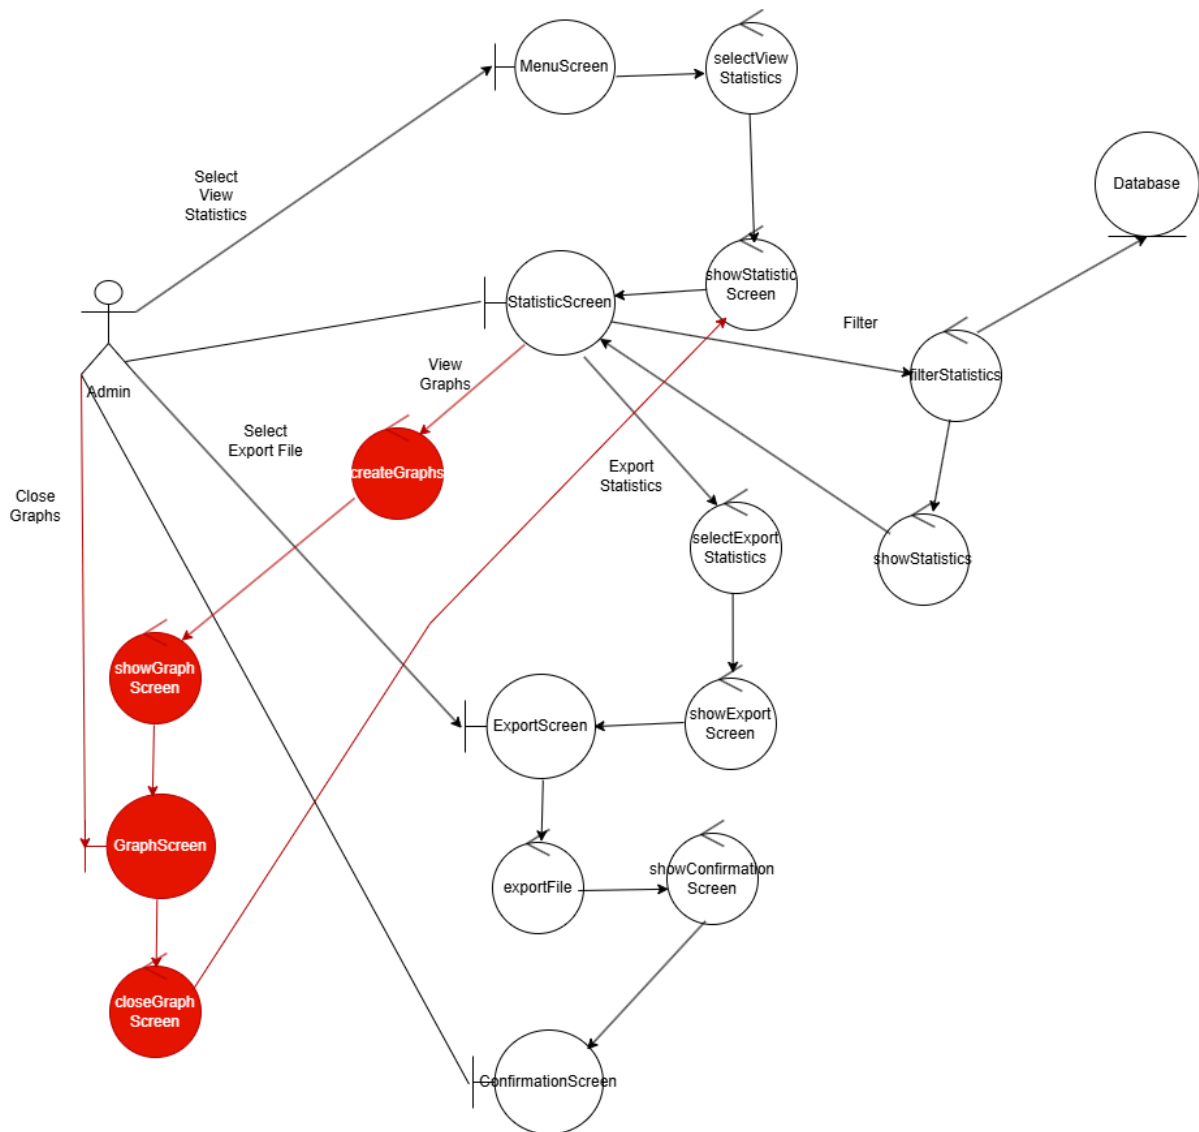 MenuScreen
selectView
Statistics
Select
View
Statistics
Database
showStatistic
Screen
StatisticScreen
Filter
filterStatistics
Admin
View
Graphs
Select
Export File
createGraphs
Export
Statistics
Close
Graphs
selectExport
Statistics
showStatistics
showGraph
Screen
ExportScreen
showExport
Screen
GraphScreen
exportFile
showConfirmation
Screen
closeGraph
Screen
ConfirmationScreen